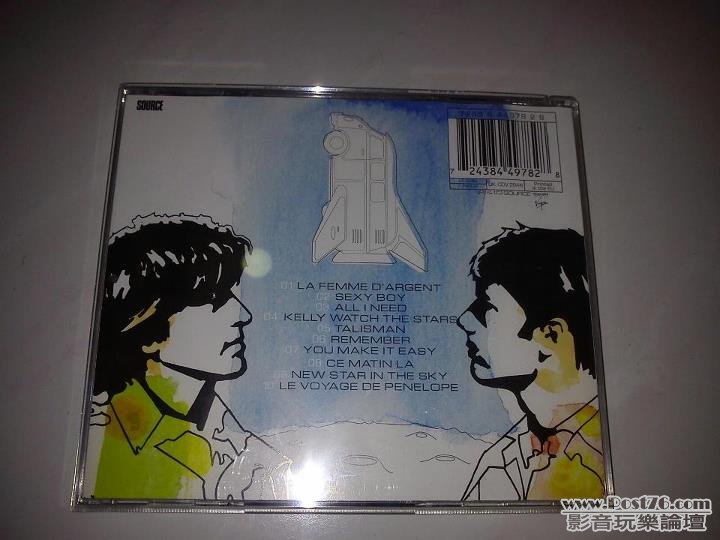 SOURCE
7 24384 49782 8
01 LA FEMME D'ARGENT
02 SEXY BOY
03 ALL I NEED
04 KELLY WATCH THE STARS
05 TALISMAN
06 REMEMBER
07 YOU MAKE IT EASY
08 CE MATIN LA
09 NEW STAR IN THE SKY
10 LE VOYAGE DE PENELOPE
www.Post76.com
影音玩樂論壇